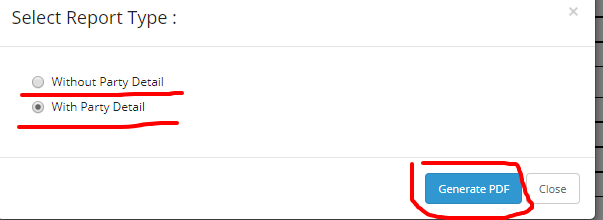 Select Report Type :
×
Without Party Detail
With Party Detail
Generate PDF
Close